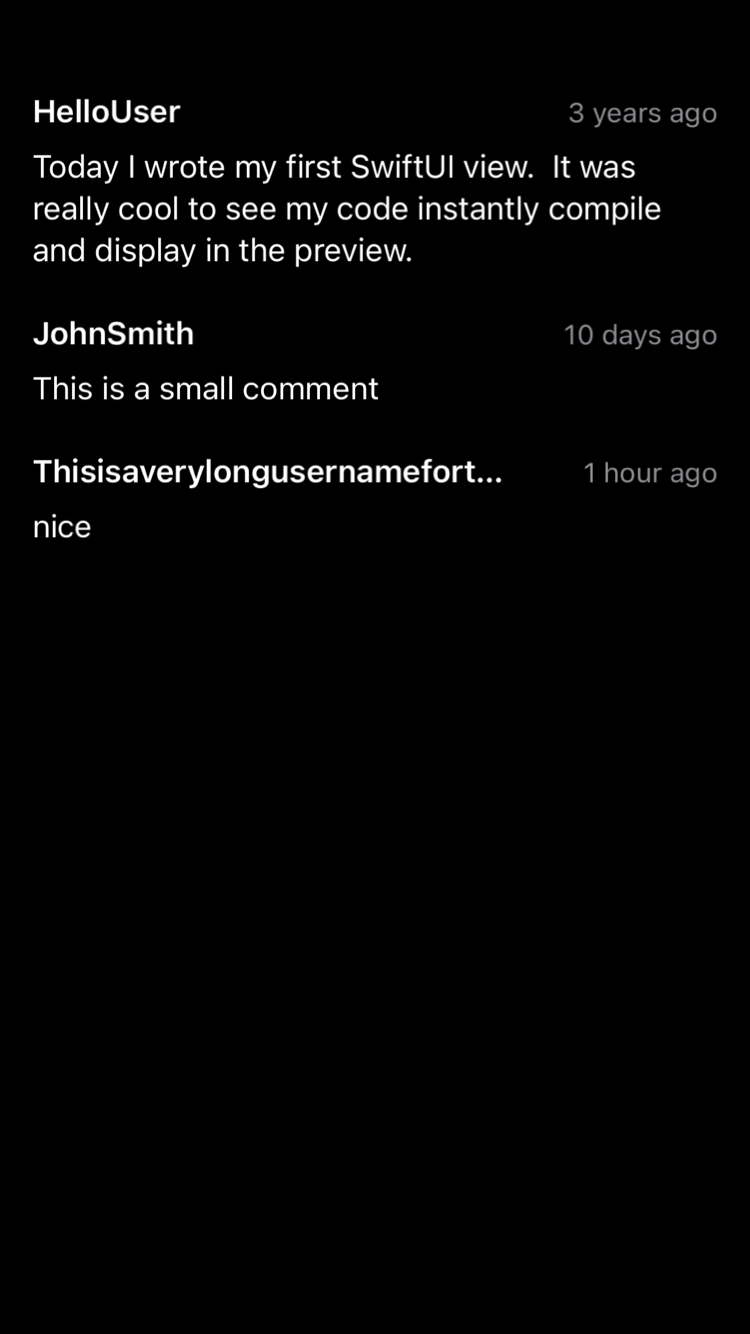 HelloUser 3 years ago
Today I wrote my first SwiftUI view.  It was
really cool to see my code instantly compile
and display in the preview.
JohnSmith 10 days ago
This is a small comment
Thisisaverylongusernamefort... 1 hour ago
nice